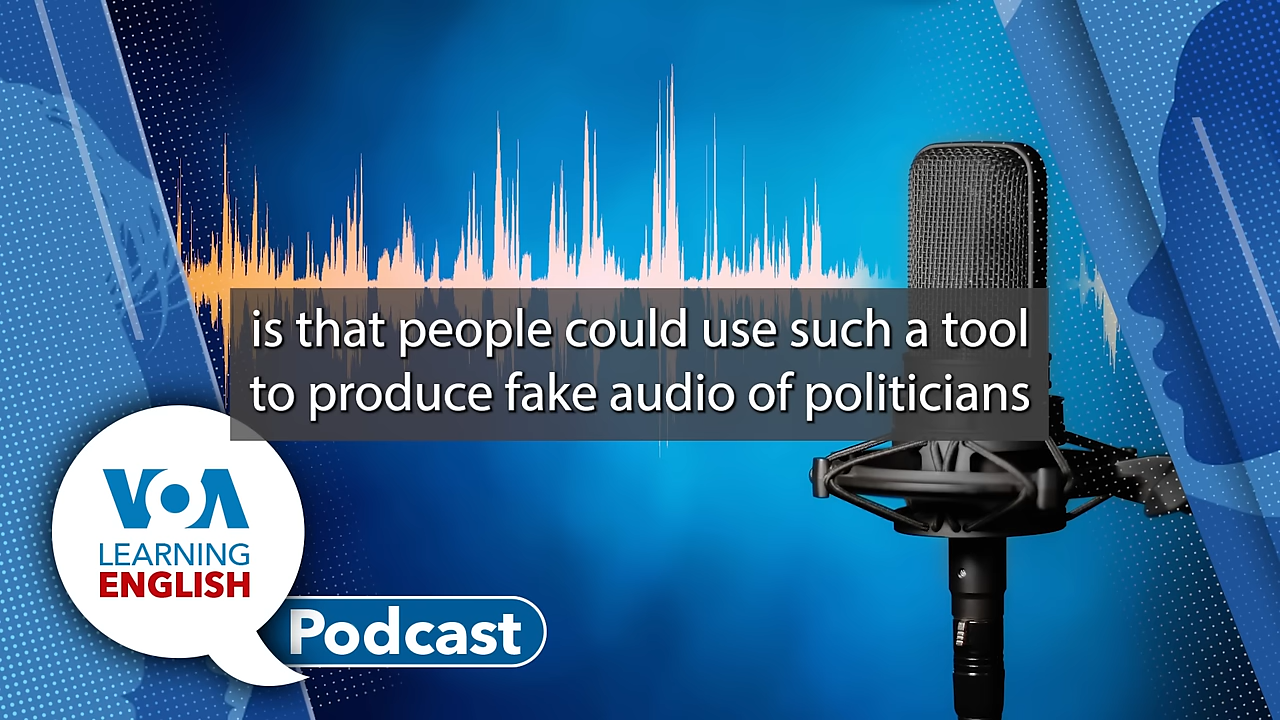 is that people could use such a tool
to produce fake audio of politicians
VOA
LEARNING
ENGLISH
Podcast